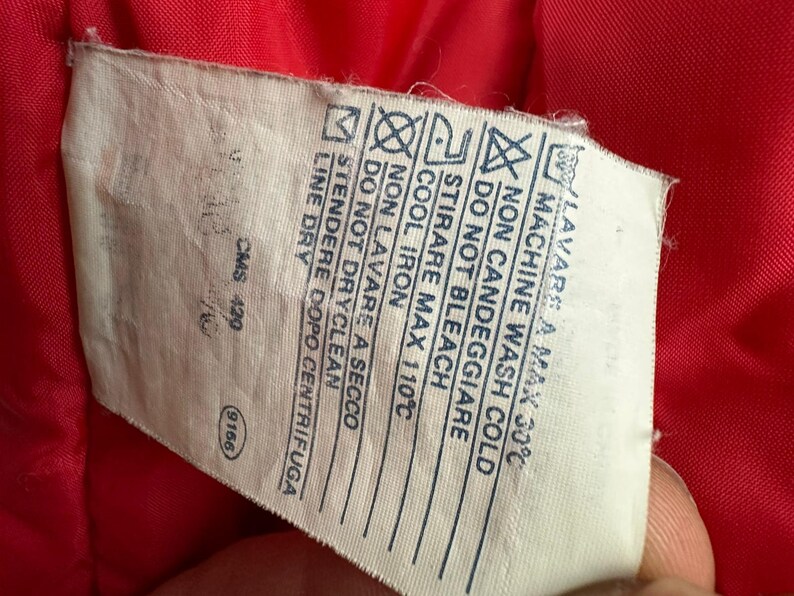 LAVARE A MAX 30°C
MACHINE WASH COLD
NON CANDEGGIARE
DO NOT BLEACH
STIRARE MAX 110°C
COOL IRON
NON LAVARE A SECCO
DO NOT DRYCLEAN
STENDERE DOPO CENTRIFUGA
LINE DRY
CMS 420
9166